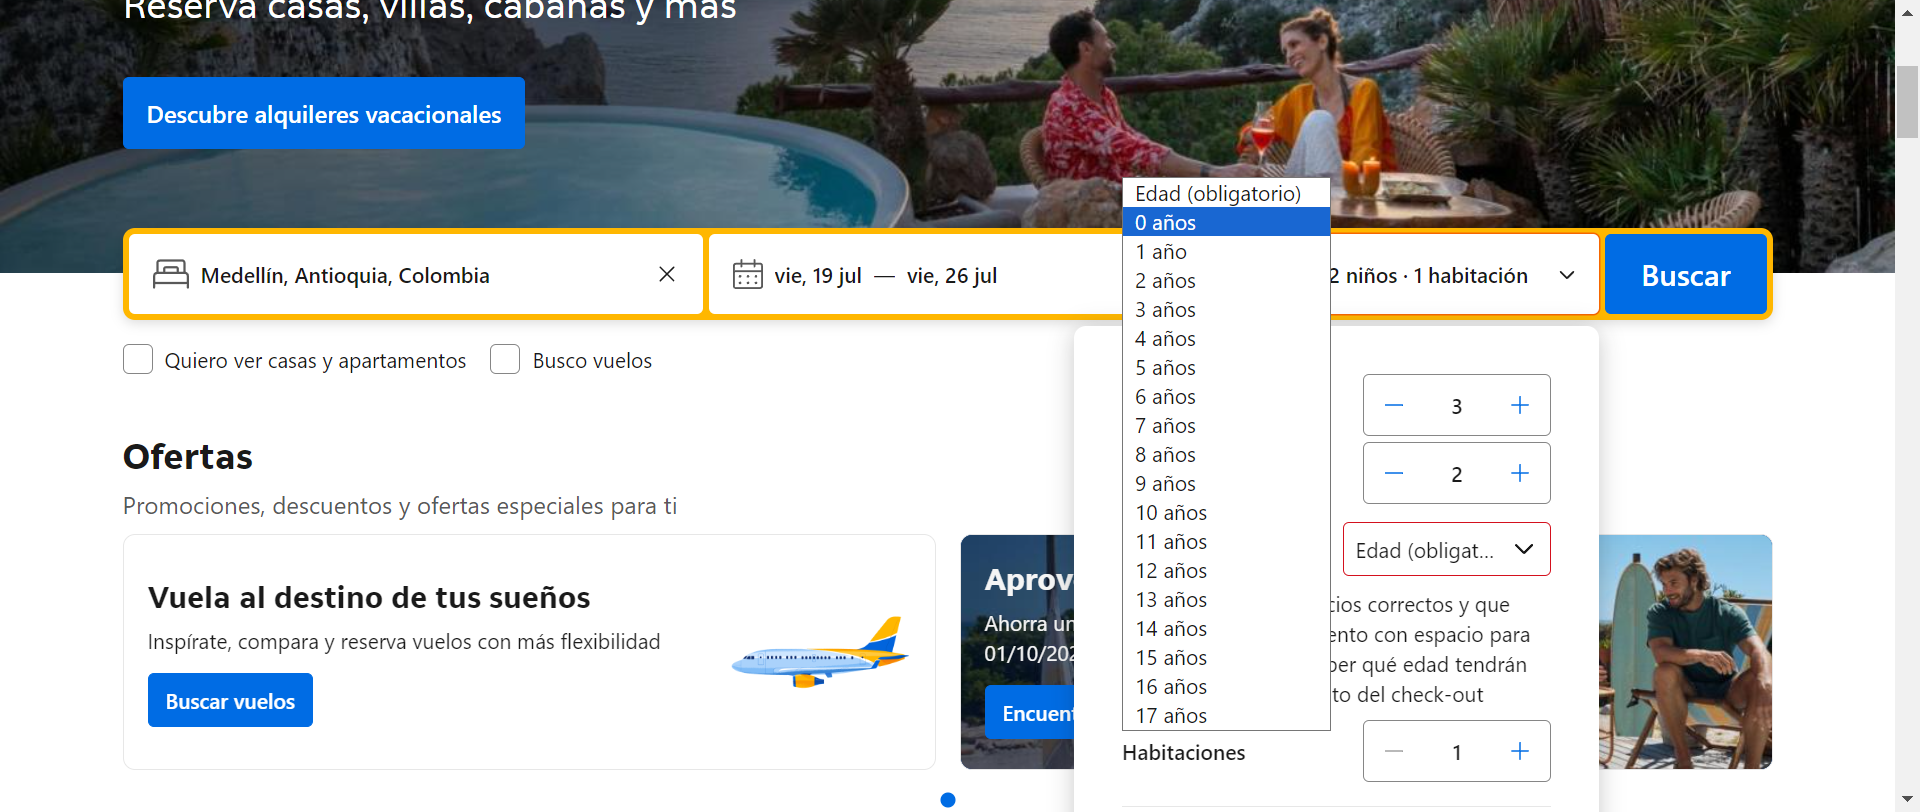 Reserva casas, villas, cabañas y más
Descubre alquileres vacacionales
Medellín, Antioquia, Colombia
vie, 19 jul — vie, 26 jul
2 niños · 1 habitación
Buscar
Edad (obligatorio)
0 años
1 año
2 años
3 años
4 años
5 años
6 años
7 años
8 años
9 años
10 años
11 años
12 años
13 años
14 años
15 años
16 años
17 años
Quiero ver casas y apartamentos
Busco vuelos
3
2
Edad (obligat...
cios correctos y que
ento con espacio para
ber qué edad tendrán
to del check-out
Habitaciones
1
Ofertas
Promociones, descuentos y ofertas especiales para ti
Vuela al destino de tus sueños
Inspírate, compara y reserva vuelos con más flexibilidad
Buscar vuelos
Aprov
Ahorra un
01/10/202
Encuent